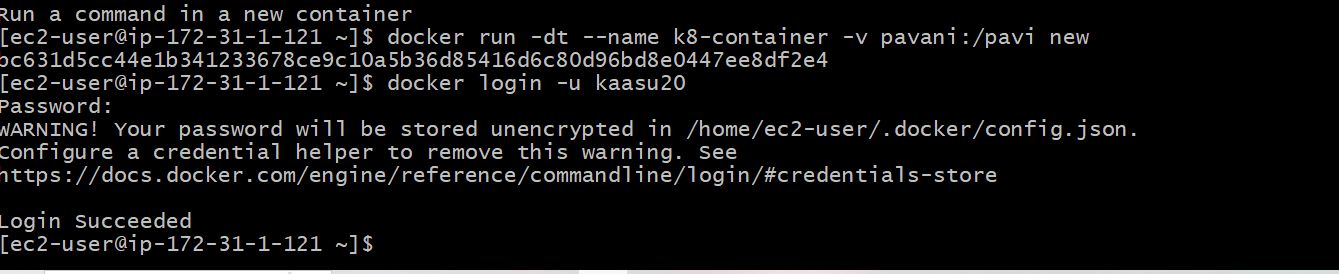 Run a command in a new container
[ec2-user@ip-172-31-1-121 ~]$ docker run -dt --name k8-container -v pavani:/pavi new
bc631d5cc44e1b341233678ce9c10a5b36d85416d6c80d96bd8e0447ee8df2e4
[ec2-user@ip-172-31-1-121 ~]$ docker login -u kaasu20
Password:
WARNING! Your password will be stored unencrypted in /home/ec2-user/.docker/config.json.
Configure a credential helper to remove this warning. See
https://docs.docker.com/engine/reference/commandline/login/#credentials-store
Login Succeeded
[ec2-user@ip-172-31-1-121 ~]$